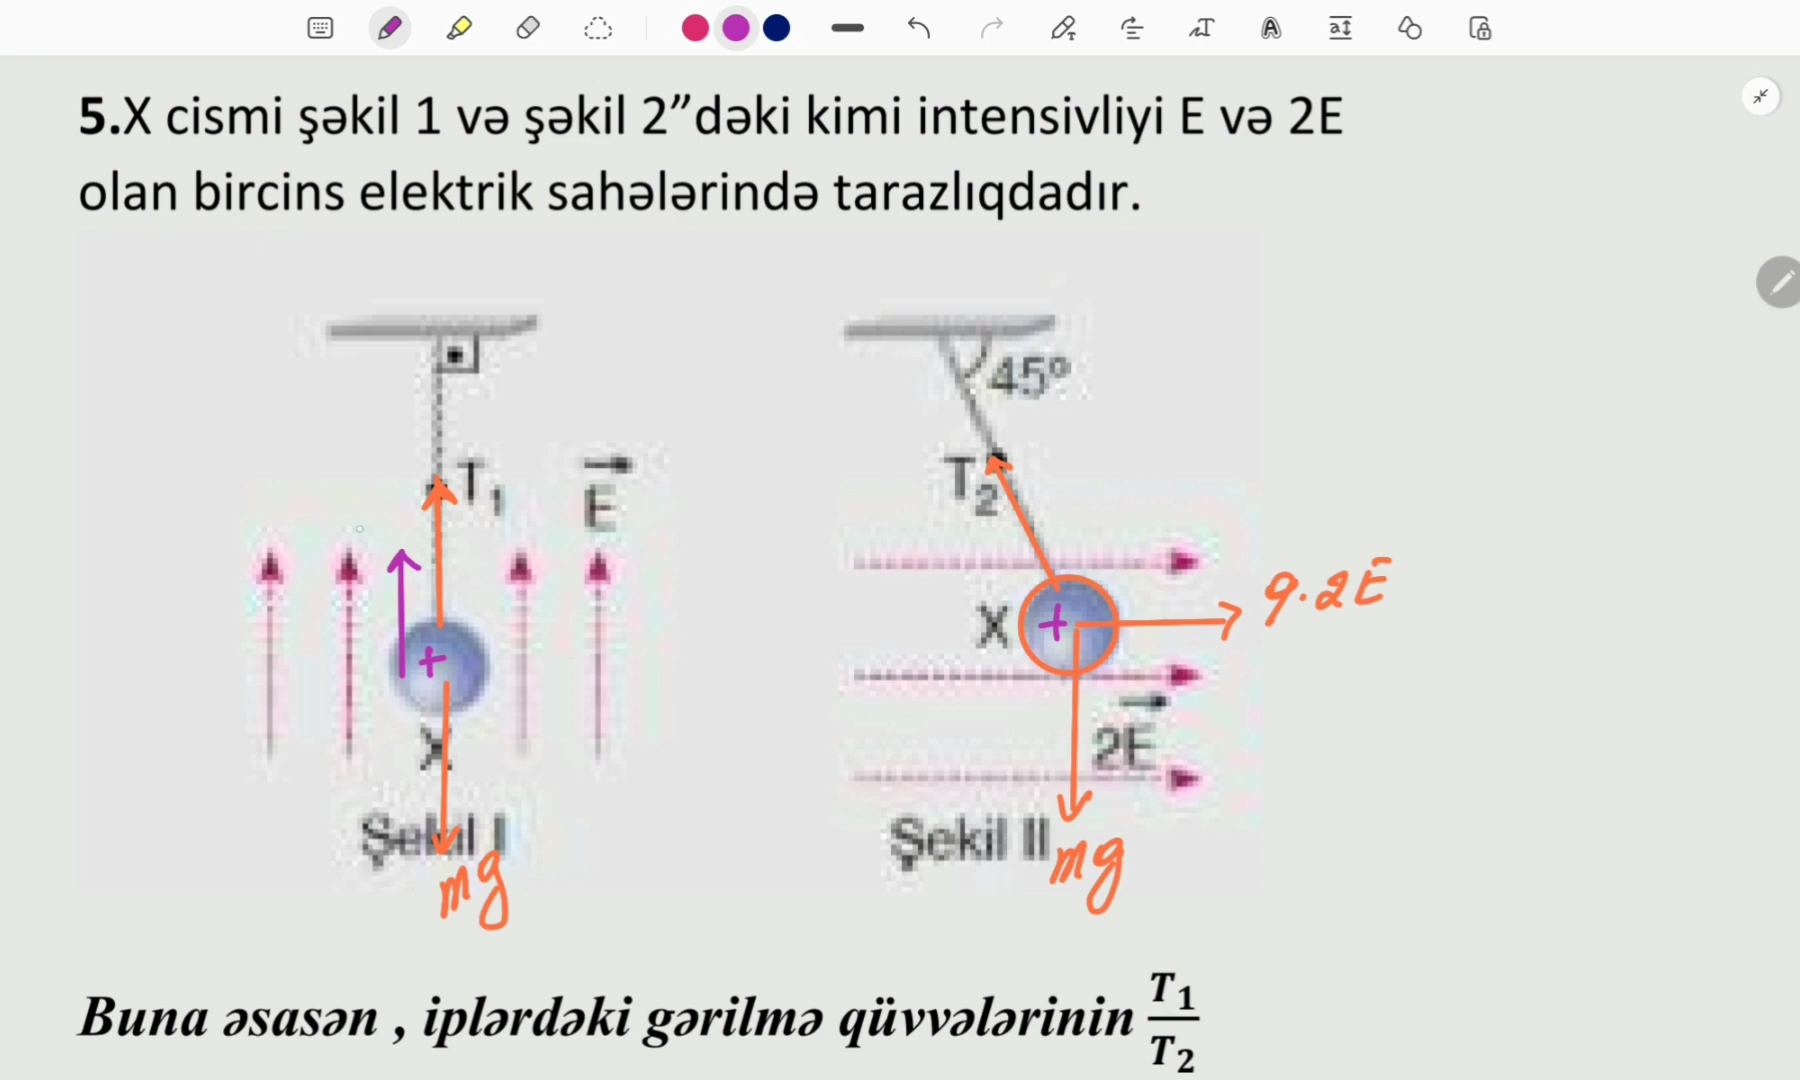 5.X cismi şəkil 1 və şəkil 2”dəki kimi intensivliyi E və 2E
olan bircins elektrik sahələrində tarazlıqdadır.
45º
T₁
E
T₂
X
+
q.2E
+
X
2E
Şekil I
Şekil II
mg
mg
Buna əsasən , iplərdəki gərilmə qüvvələrinin T₁/T₂